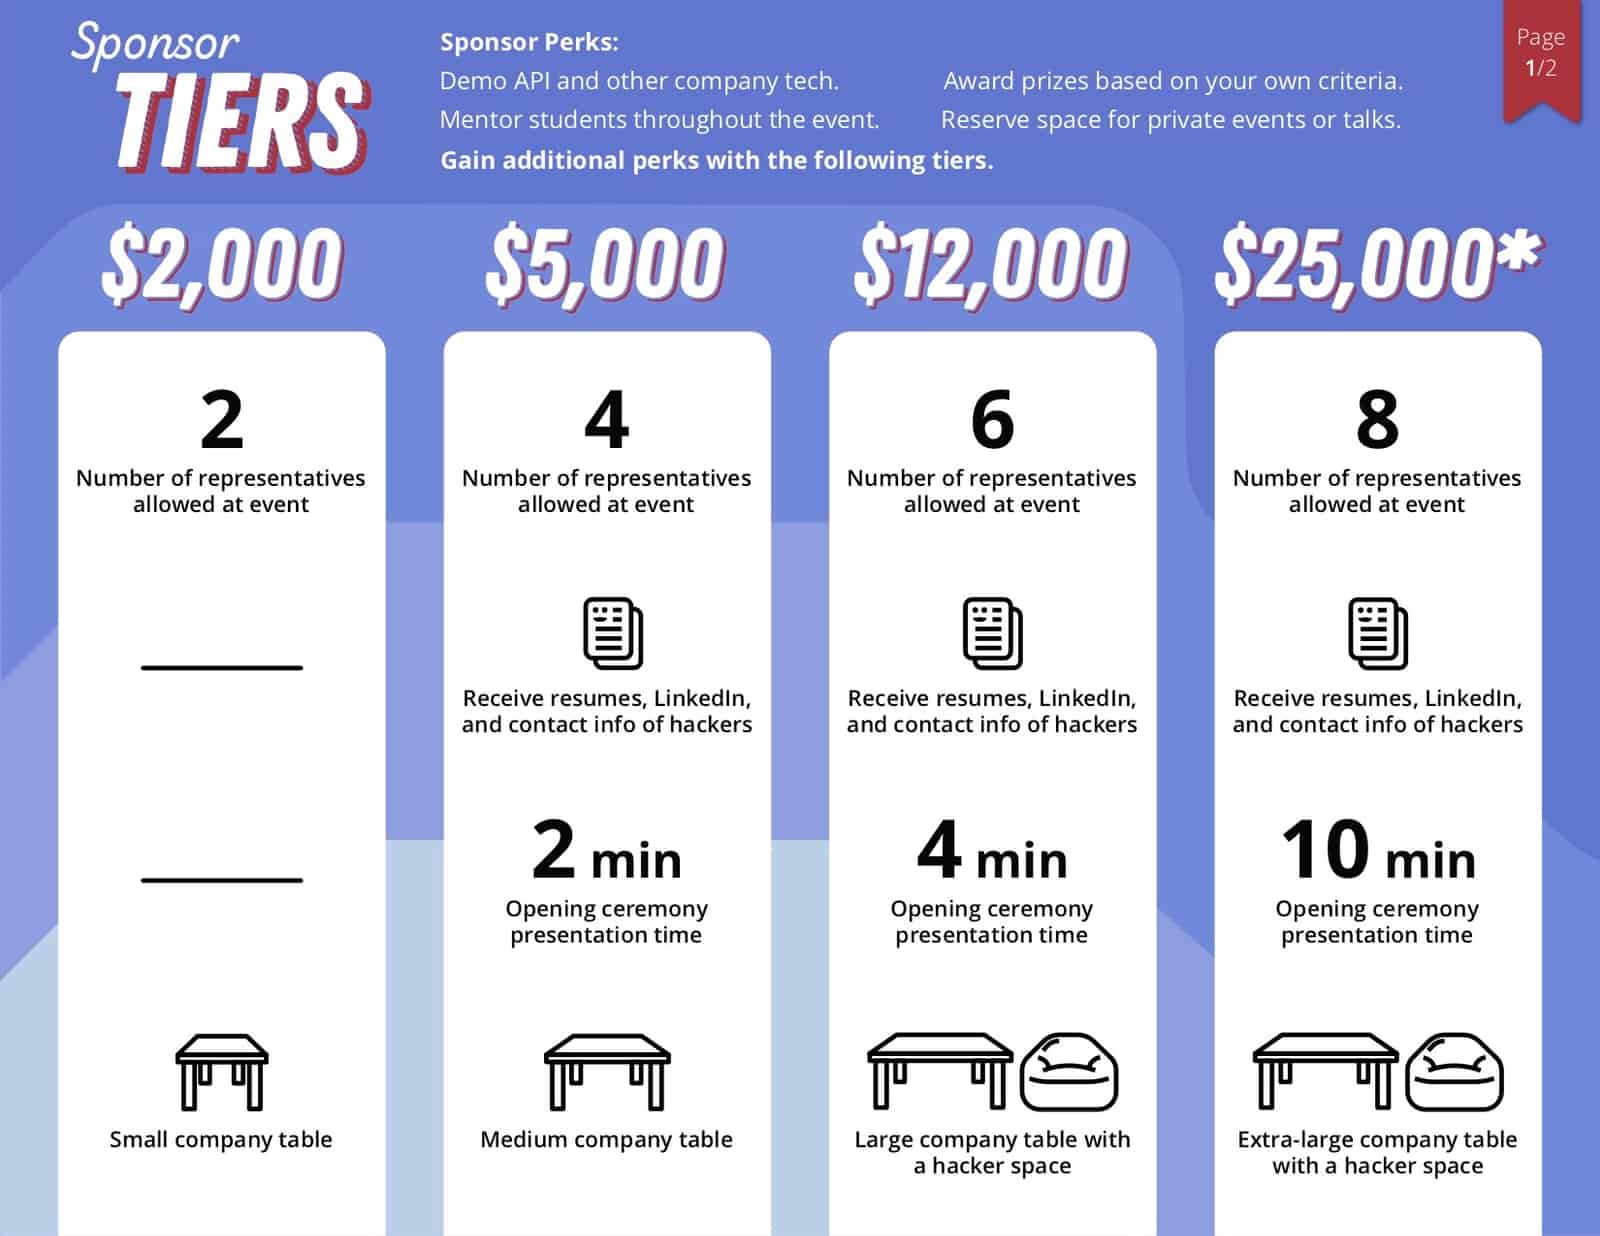 Sponsor
TIERS
Sponsor Perks:
Demo API and other company tech.
Award prizes based on your own criteria.
Mentor students throughout the event.
Reserve space for private events or talks.
Gain additional perks with the following tiers.
Page
1/2
$2,000
2
Number of representatives
allowed at event
Small company table
$5,000
4
Number of representatives
allowed at event
Receive resumes, LinkedIn,
and contact info of hackers
2 min
Opening ceremony
presentation time
Medium company table
$12,000
6
Number of representatives
allowed at event
Receive resumes, LinkedIn,
and contact info of hackers
4 min
Opening ceremony
presentation time
Large company table with
a hacker space
$25,000*
8
Number of representatives
allowed at event
Receive resumes, LinkedIn,
and contact info of hackers
10 min
Opening ceremony
presentation time
Extra-large company table
with a hacker space